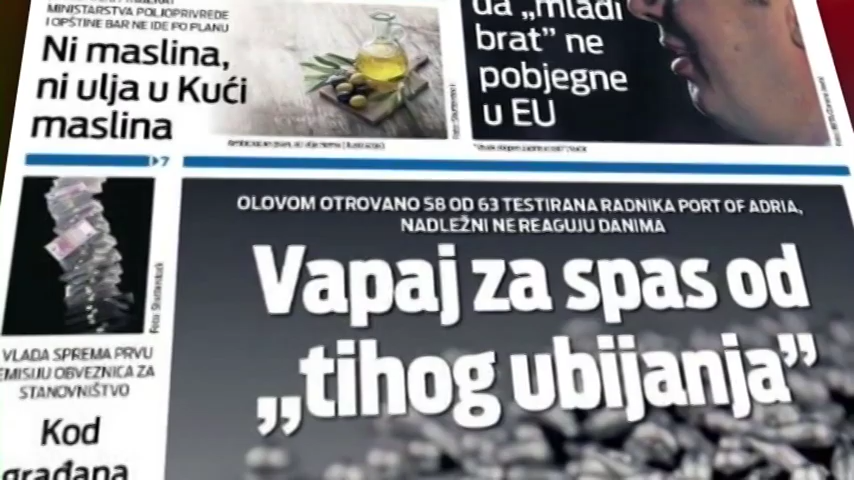 MINISTARSTVA POLJOPRIVREDE
I OPŠTINE BAR NE IDE PO PLANU
Ni maslina,
ni ulja u Kući
maslina
da „mladi
brat” ne
pobjegne
u EU
7
OLOVOM OTROVANO 58 OD 63 TESTIRANA RADNIKA PORT OF ADRIA,
NADLEŽNI NE REAGUJU DANIMA
Vapaj za spas od
„tihog ubijanja”
Foto: Shutterstock
VLADA SPREMA PRVU
EMISIJU OBVEZNICA ZA
STANOVNIŠTVO
Kod
građana